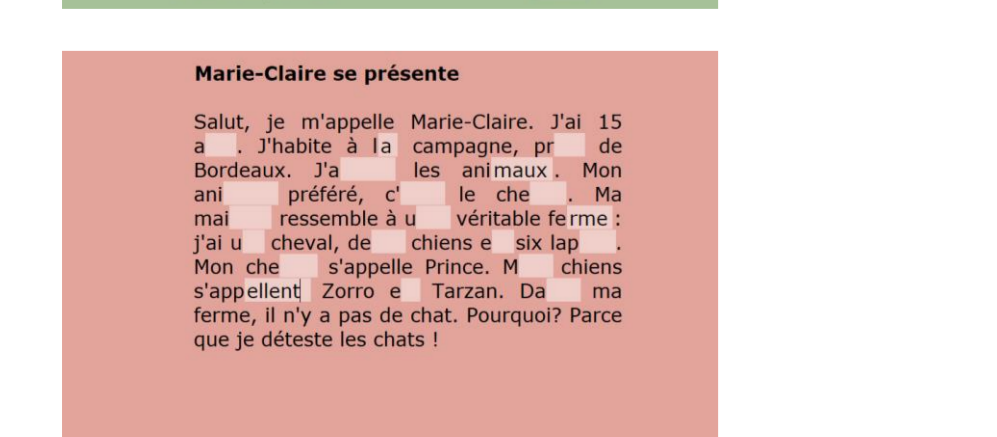 Marie-Claire se présente
Salut, je m'appelle Marie-Claire. J'ai 15
a . J'habite à la campagne, pr de
Bordeaux. J'a les animaux. Mon
ani préféré, c' le che . Ma
mai ressemble à u véritable ferme :
j'ai u cheval, de chiens e six lap .
Mon che s'appelle Prince. M chiens
s'appellent Zorro e Tarzan. Da ma
ferme, il n'y a pas de chat. Pourquoi? Parce
que je déteste les chats !